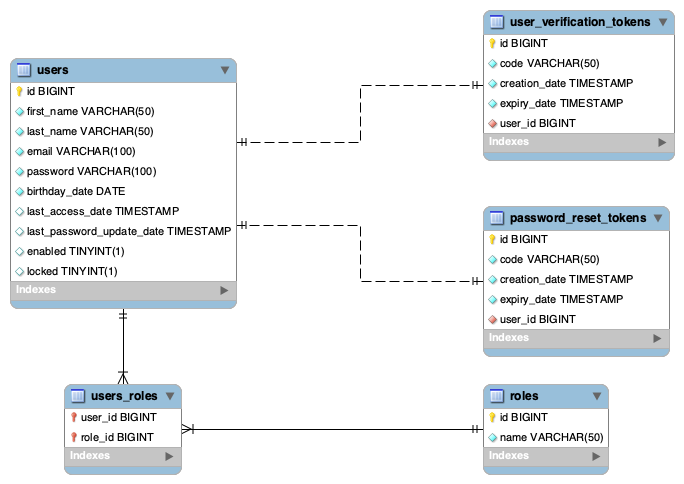 users
id BIGINT
first_name VARCHAR(50)
last_name VARCHAR(50)
email VARCHAR(100)
password VARCHAR(100)
birthday_date DATE
last_access_date TIMESTAMP
last_password_update_date TIMESTAMP
enabled TINYINT(1)
locked TINYINT(1)
Indexes
user_verification_tokens
id BIGINT
code VARCHAR(50)
creation_date TIMESTAMP
expiry_date TIMESTAMP
user_id BIGINT
Indexes
password_reset_tokens
id BIGINT
code VARCHAR(50)
creation_date TIMESTAMP
expiry_date TIMESTAMP
user_id BIGINT
Indexes
users_roles
user_id BIGINT
role_id BIGINT
Indexes
roles
id BIGINT
name VARCHAR(50)
Indexes